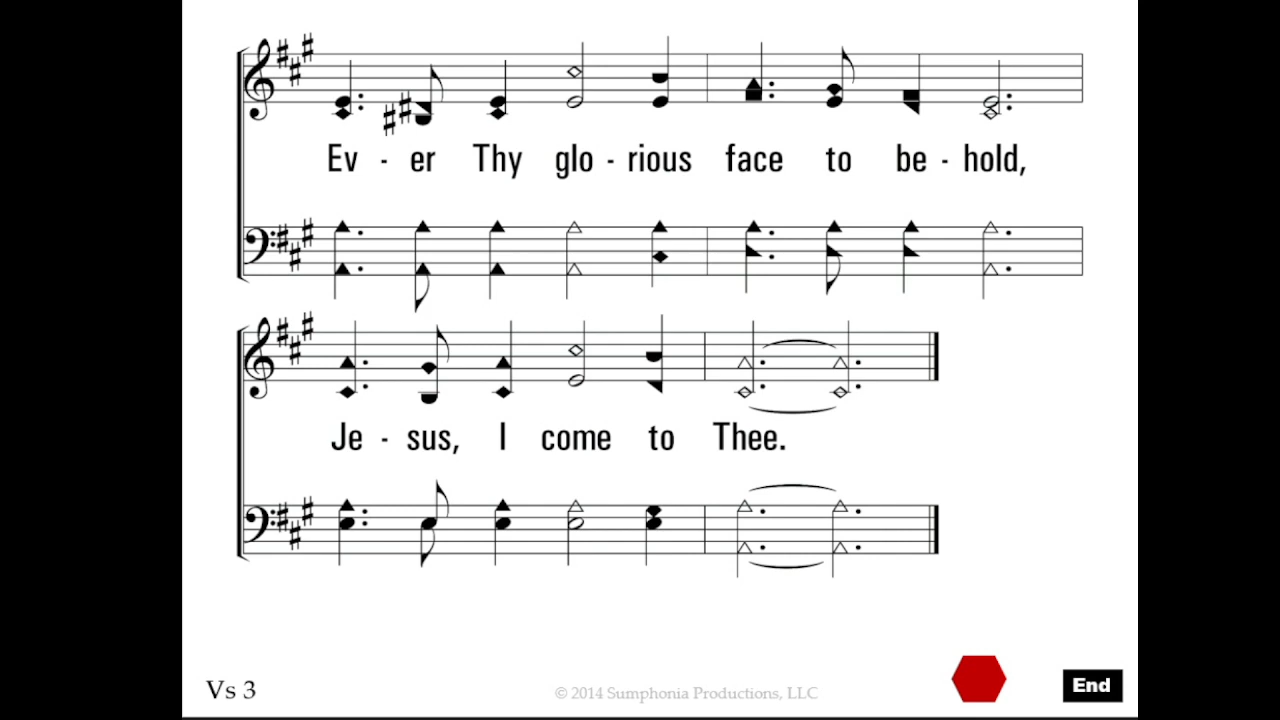 Ev - er Thy glo - rious face to be - hold,
Je - sus, I come to Thee.
Vs 3
© 2014 Sumphonia Productions, LLC
End